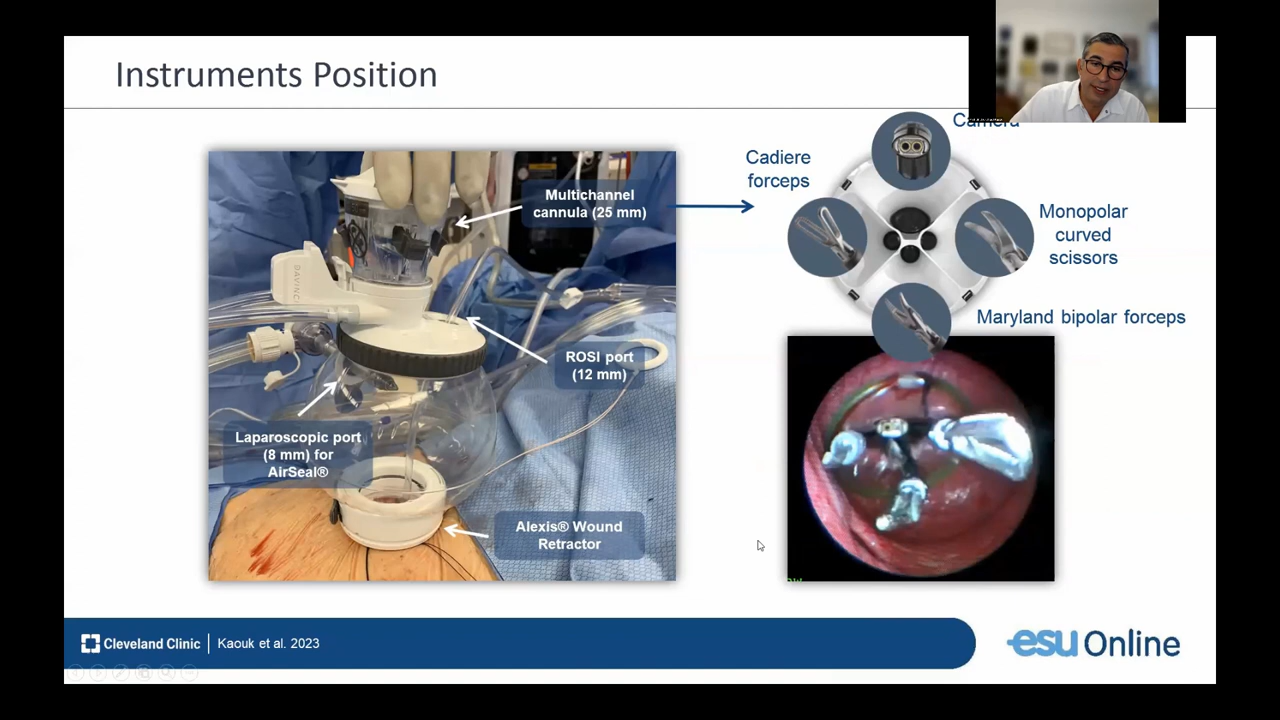 Instruments Position
Camera
Cadiere
forceps
Multichannel
cannula (25 mm)
Monopolar
curved
scissors
DAVINCI
Maryland bipolar forceps
ROSI port
(12 mm)
Laparoscopic port
(8 mm) for
AirSeal®
Alexis® Wound
Retractor
Cleveland Clinic
Kaouk et al. 2023
esu Online